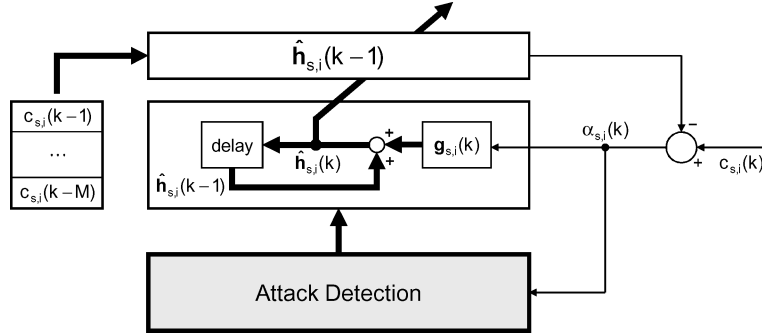 ĥs,i(k − 1)
cs,i(k−1)
...
cs,i(k−M)
delay
+
+
ĥs,i(k)
gs,i(k)
ĥs,i(k−1)
αs,i(k)
−
+
cs,i(k)
Attack Detection